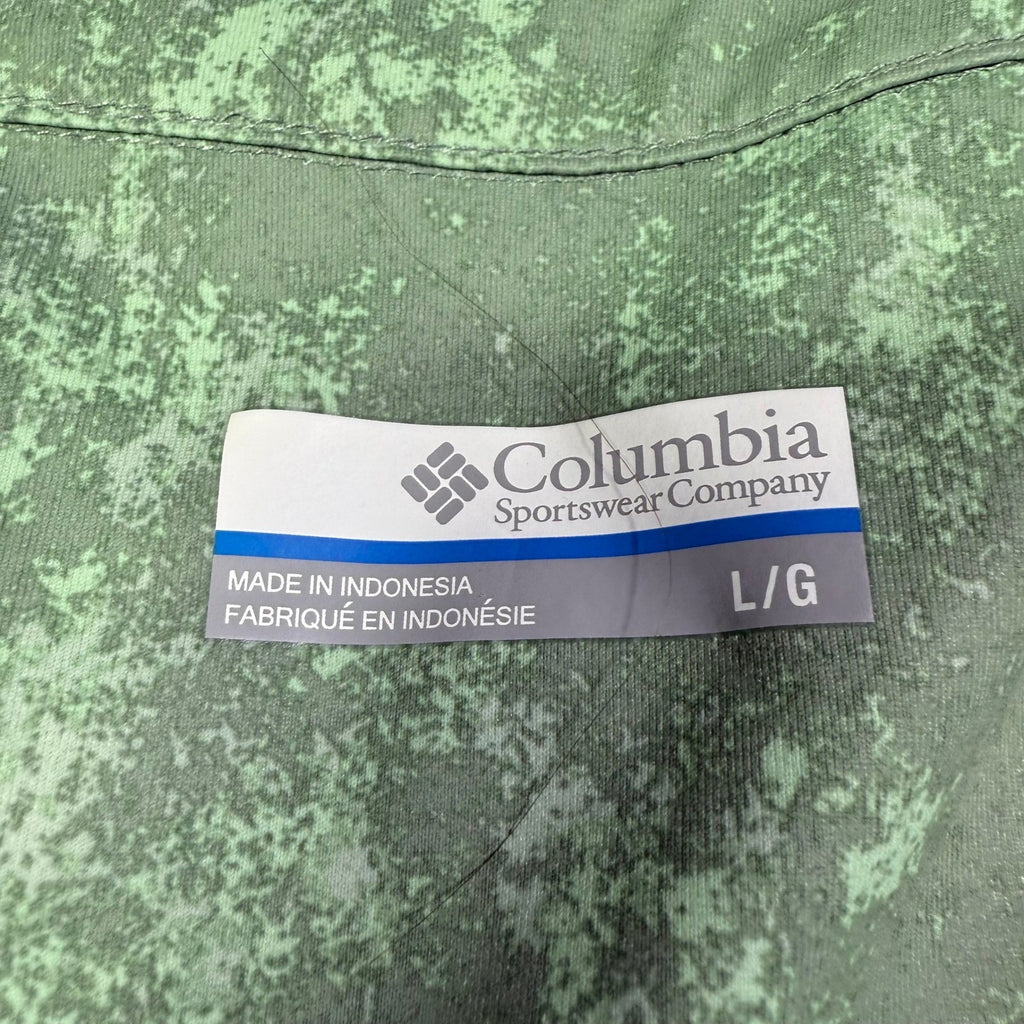 Columbia
Sportswear Company
MADE IN INDONESIA
FABRIQUÉ EN INDONÉSIE
L/G